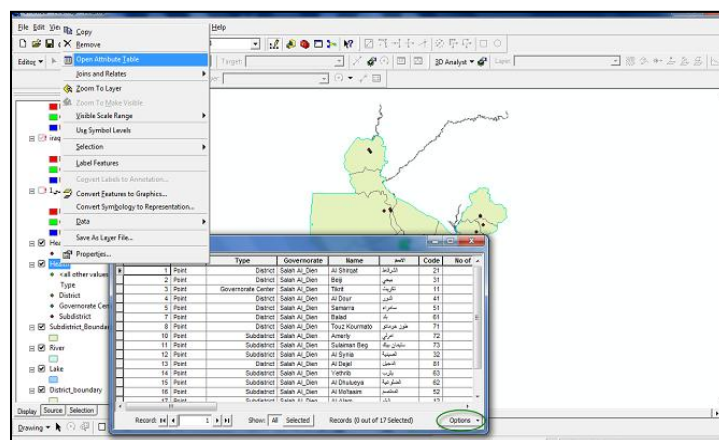 File Edit Help
Copy
Remove
Open Attribute Table
Joins and Relates
Zoom To Layer
Zoom To Make Visible
Visible Scale Range
Use Symbol Levels
Selection
Label Features
Convert Labels to Annotation...
Convert Features to Graphics...
Convert Symbology to Representation...
Data
Save As Layer File...
Properties...
Editor
Target:
3D Analyst
Layer
<all other values
Type
District
Governorate Cen
Subdistrict
Subdistrict_Boundar
River
Lake
District_boundary
Display Source Selection
Drawing
Type Governorate Name الاسم Code No of
1 Point District Salah Al_Dien Al Shirqat الشرقاط 21
2 Point District Salah Al_Dien Beiji بيجي 31
3 Point Governorate Center Salah Al_Dien Tikrit تكريت 11
4 Point District Salah Al_Dien Al Dour الدور 41
5 Point District Salah Al_Dien Samarra سامراء 51
7 Point District Salah Al_Dien Balad بلد 61
8 Point District Salah Al_Dien Touz Kourmato طوز خورماتو 71
10 Point Subdistrict Salah Al_Dien Amerly امرلي 72
11 Point Subdistrict Salah Al_Dien Sulaiman Beg سليمان بيك 73
12 Point Subdistrict Salah Al_Dien Al Synia الصينية 32
13 Point District Salah Al_Dien Al Dejel الدجيل 81
14 Point Subdistrict Salah Al_Dien Yethrib يثرب 63
15 Point Subdistrict Salah Al_Dien Al Dhulueya الضلوعية 62
16 Point Subdistrict Salah Al_Dien Al Mohtasim المعتصم 52
Record: 1 Show: All Selected Records (0 out of 17 Selected) Options